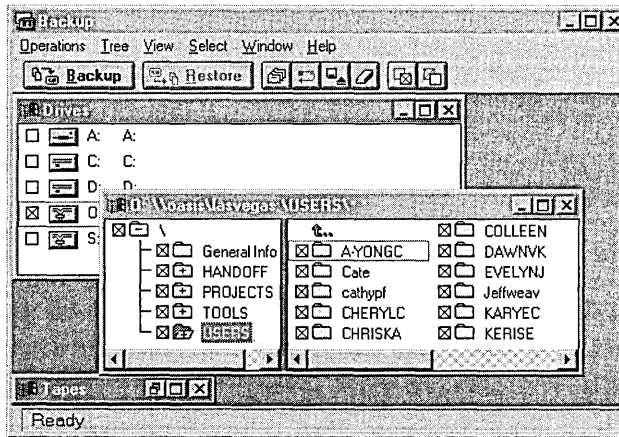 Backup
Operations Tree View Select Window Help
Backup Restore
Drives
A: A:
C: C:
D: D:
O
S:
O:\\oasis\lasvegas\USERS\*.*
\
General Info
HANDOFF
PROJECTS
TOOLS
USERS
t..
A-YONGC
Cate
cathypf
CHERYLC
CHRISKA
COLLEEN
DAWNVK
EVELYNJ
Jeffweav
KARYEC
KERISE
Tapes
Ready